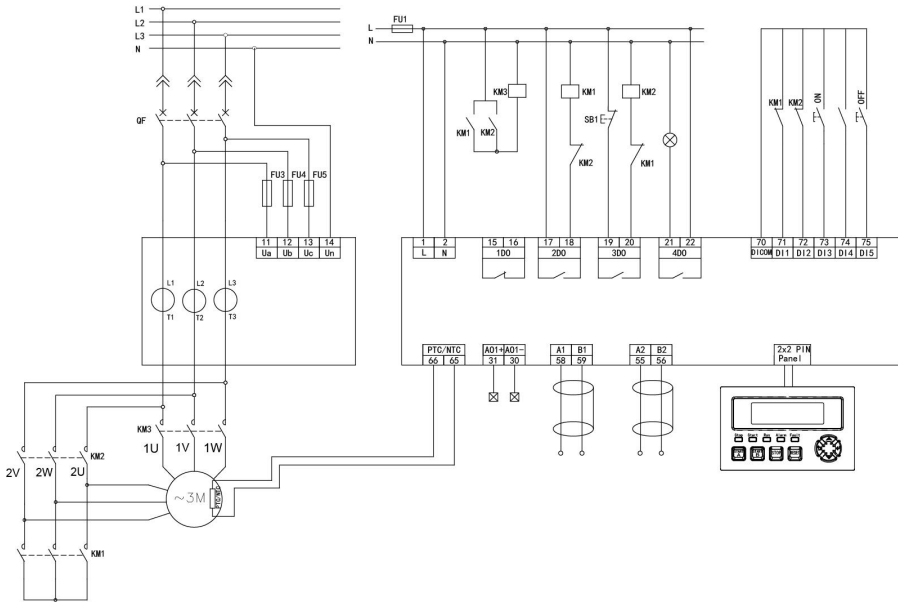 L1
L2
L3
N
QF
FU3
FU4
FU5
11 12 13 14
Ua Ub Uc Un
L1
L2
L3
T1
T2
T3
KM3
1U
1V
1W
2V
2W
2U
KM2
~3M
PTC/NTC
KM1
L
FU1
N
KM3
KM1
KM2
KM1
KM2
SB1
KM2
KM1
KM1
KM2
ON
OFF
1 2 15 16 17 18 19 20 21 22
L N 1DO 2DO 3DO 4DO
70 71 72 73 74 75
DICOM DI1 DI2 DI3 DI4 DI5
PTC/NTC
66 65
AO1+ AO1-
31 30
A1 B1
58 59
A2 B2
55 56
2x2 PIN
Panel
STOP